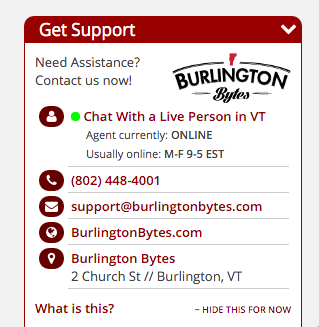 Get Support
Need Assistance?
Contact us now!
BURLINGTON
Bytes
Chat With a Live Person in VT
Agent currently: ONLINE
Usually online: M-F 9-5 EST
(802) 448-4001
support@burlingtonbytes.com
BurlingtonBytes.com
Burlington Bytes
2 Church St // Burlington, VT
What is this?
– HIDE THIS FOR NOW